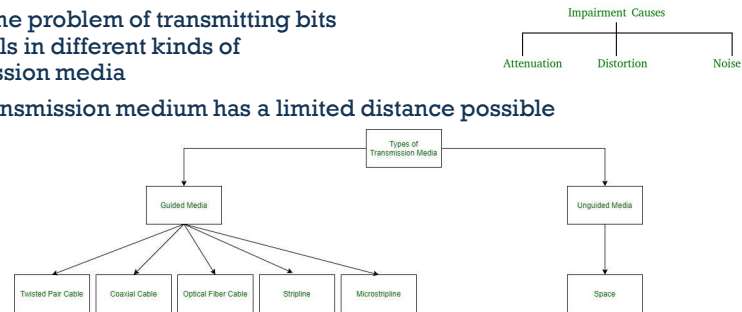 ne problem of transmitting bits
ls in different kinds of
ssion media
nsmission medium has a limited distance possible
Impairment Causes
Attenuation Distortion Noise
Types of
Transmission Media
Guided Media Unguided Media
Twisted Pair Cable Coaxial Cable Optical Fiber Cable Stripline Microstripline Space